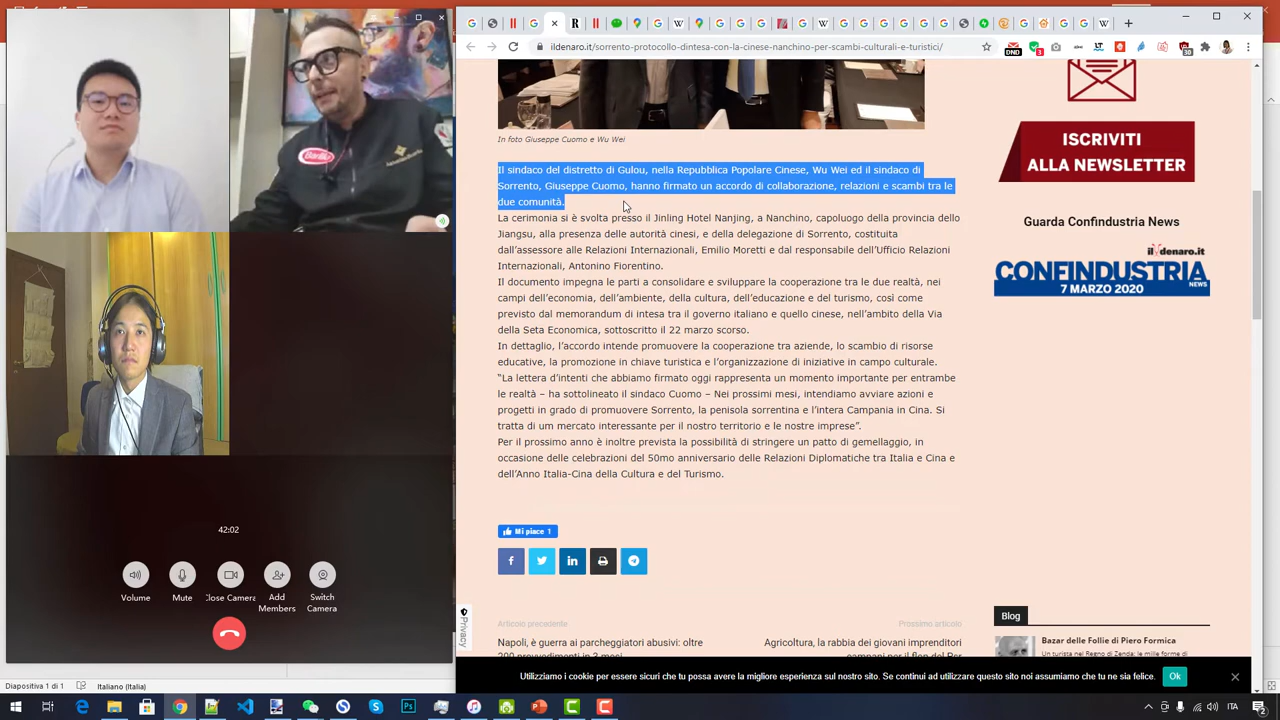 ildenaro.it/sorrento-protocollo-dintesa-con-la-cinese-nanchino-per-scambi-culturali-e-turistici/
In foto Giuseppe Cuomo e Wu Wei
Il sindaco del distretto di Gulou, nella Repubblica Popolare Cinese, Wu Wei ed il sindaco di
Sorrento, Giuseppe Cuomo, hanno firmato un accordo di collaborazione, relazioni e scambi tra le
due comunità.
La cerimonia si è svolta presso il Jinling Hotel Nanjing, a Nanchino, capoluogo della provincia dello
Jiangsu, alla presenza delle autorità cinesi, e della delegazione di Sorrento, costituita
dall’assessore alle Relazioni Internazionali, Emilio Moretti e dal responsabile dell’Ufficio Relazioni
Internazionali, Antonino Fiorentino.
Il documento impegna le parti a consolidare e sviluppare la cooperazione tra le due realtà, nei
campi dell’economia, dell’ambiente, della cultura, dell’educazione e del turismo, così come
previsto dal memorandum di intesa tra il governo italiano e quello cinese, nell’ambito della Via
della Seta Economica, sottoscritto il 22 marzo scorso.
In dettaglio, l’accordo intende promuovere la cooperazione tra aziende, lo scambio di risorse
educative, la promozione in chiave turistica e l’organizzazione di iniziative in campo culturale.
“La lettera d’intenti che abbiamo firmato oggi rappresenta un momento importante per entrambe
le realtà – ha sottolineato il sindaco Cuomo – Nei prossimi mesi, intendiamo avviare azioni e
progetti in grado di promuovere Sorrento, la penisola sorrentina e l’intera Campania in Cina. Si
tratta di un mercato interessante per il nostro territorio e le nostre imprese”.
Per il prossimo anno è inoltre prevista la possibilità di stringere un patto di gemellaggio, in
occasione delle celebrazioni del 50mo anniversario delle Relazioni Diplomatiche tra Italia e Cina e
dell’Anno Italia-Cina della Cultura e del Turismo.
Mi piace 1
Articolo precedente
Prossimo articolo
Napoli, è guerra ai parcheggiatori abusivi: oltre
Agricoltura, la rabbia dei giovani imprenditori
ISCRIVITI
ALLA NEWSLETTER
Guarda Confindustria News
il denaro.it
CONFINDUSTRIA
7 MARZO 2020 NEWS
Blog
Bazar delle Follie di Piero Formica
Un turista nel Regno di Zenda: le mille forme di
Privacy
Utilizziamo i cookie per essere sicuri che tu possa avere la migliore esperienza sul nostro sito. Se continui ad utilizzare questo sito noi assumiamo che tu ne sia felice.
Ok
42:02
Volume
Mute
Close Camera
Add
Members
Switch
Camera
Diapositiva 1 di 1
Italiano (Italia)
ITA